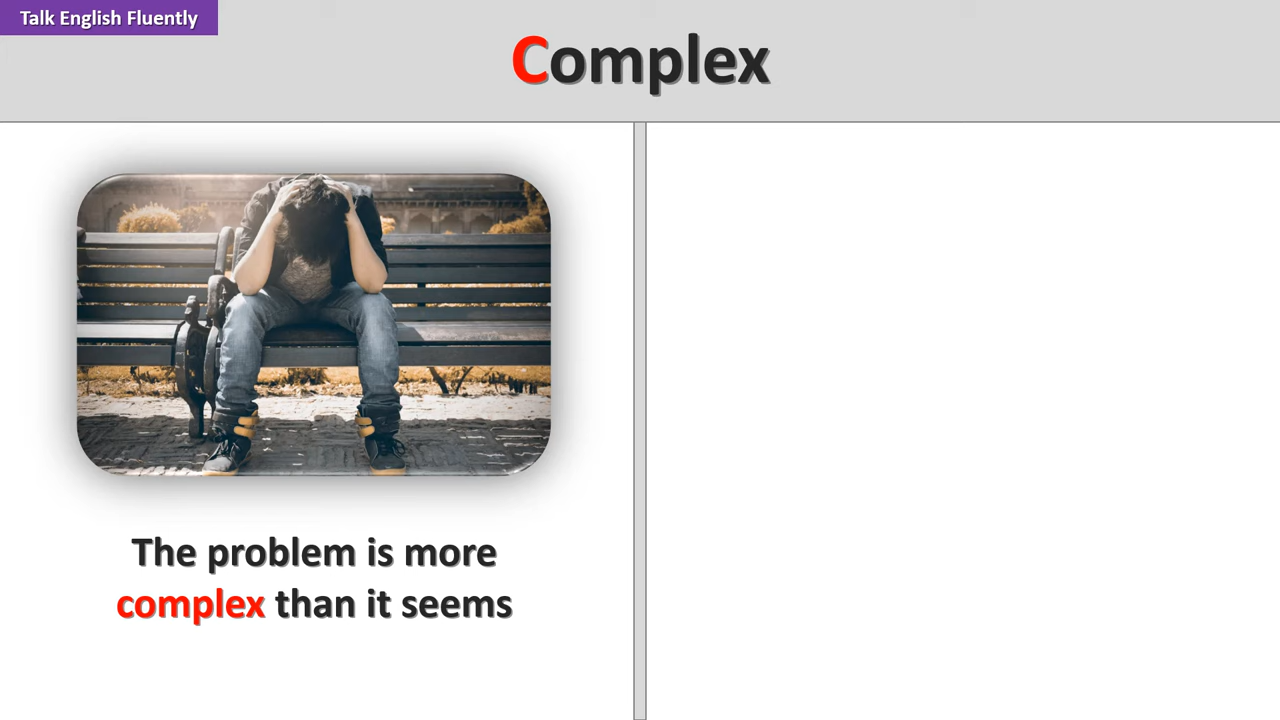 Talk English Fluently
Complex
The problem is more
complex than it seems